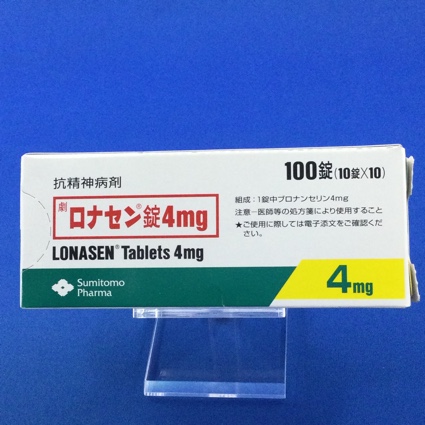 抗精神病剤
100錠(10錠×10)
劇 ロナセン®錠4mg
LONASEN® Tablets 4mg
組成:1錠中ブロナンセリン4mg
注意-医師等の処方箋により使用すること
★ご使用に際しては電子添文をご確認くだ
さい。
Sumitomo
Pharma
4mg